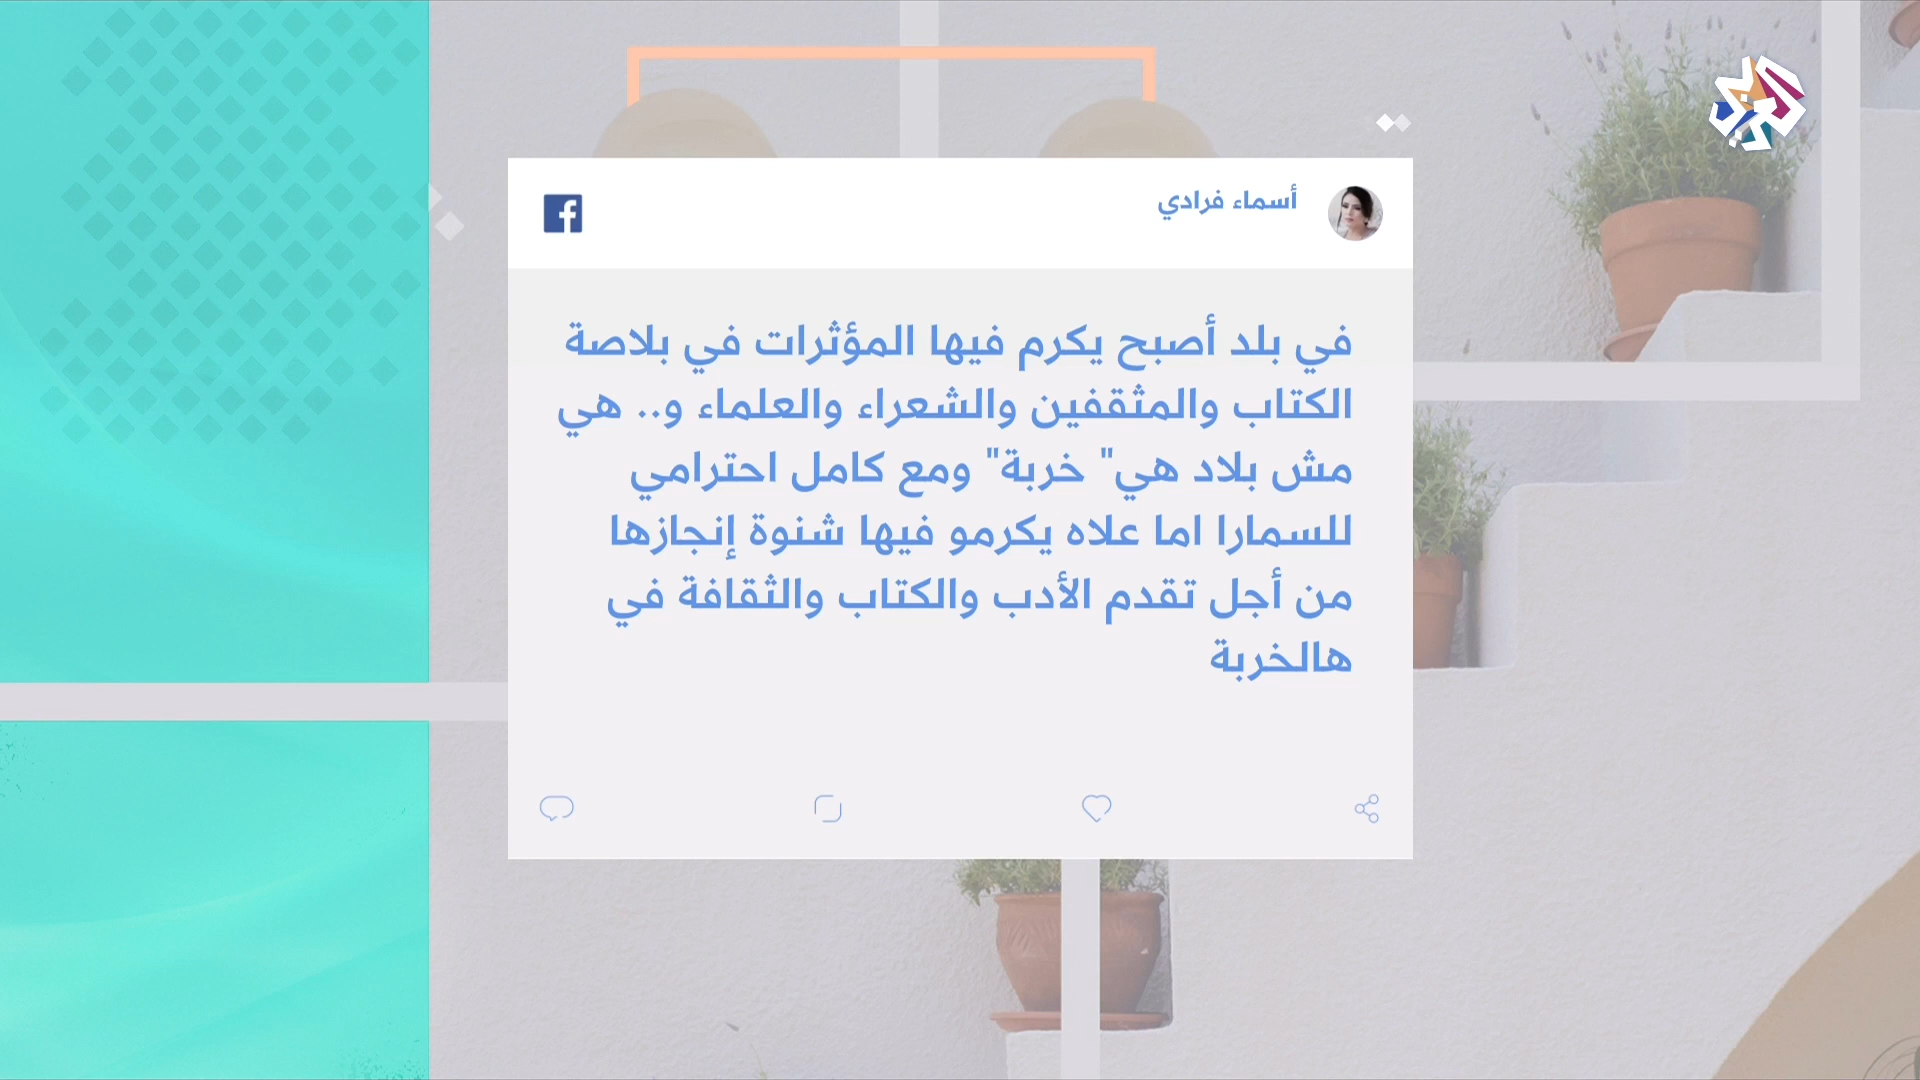 أسماء فرادي
في بلد أصبح يكرم فيها المؤثرات في بلاصة
الكتاب والمثقفين والشعراء والعلماء و.. هي
مش بلاد هي" خربة" ومع كامل احترامي
للسمارا اما علاه يكرمو فيها شنوة إنجازها
من أجل تقدم الأدب والكتاب والثقافة في
هالخربة